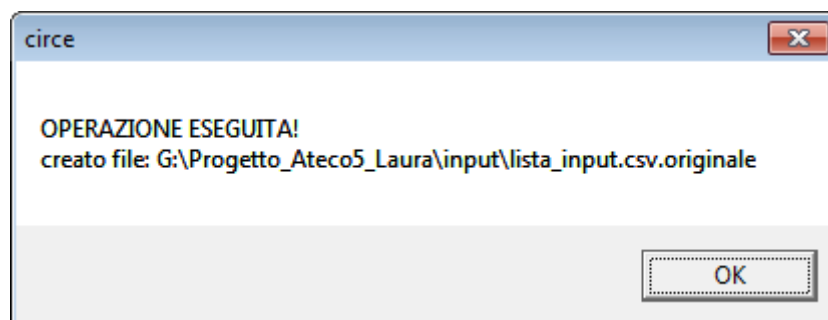 circe
OPERAZIONE ESEGUITA!
creato file: G:\Progetto_Ateco5_Laura\input\lista_input.csv.originale
OK